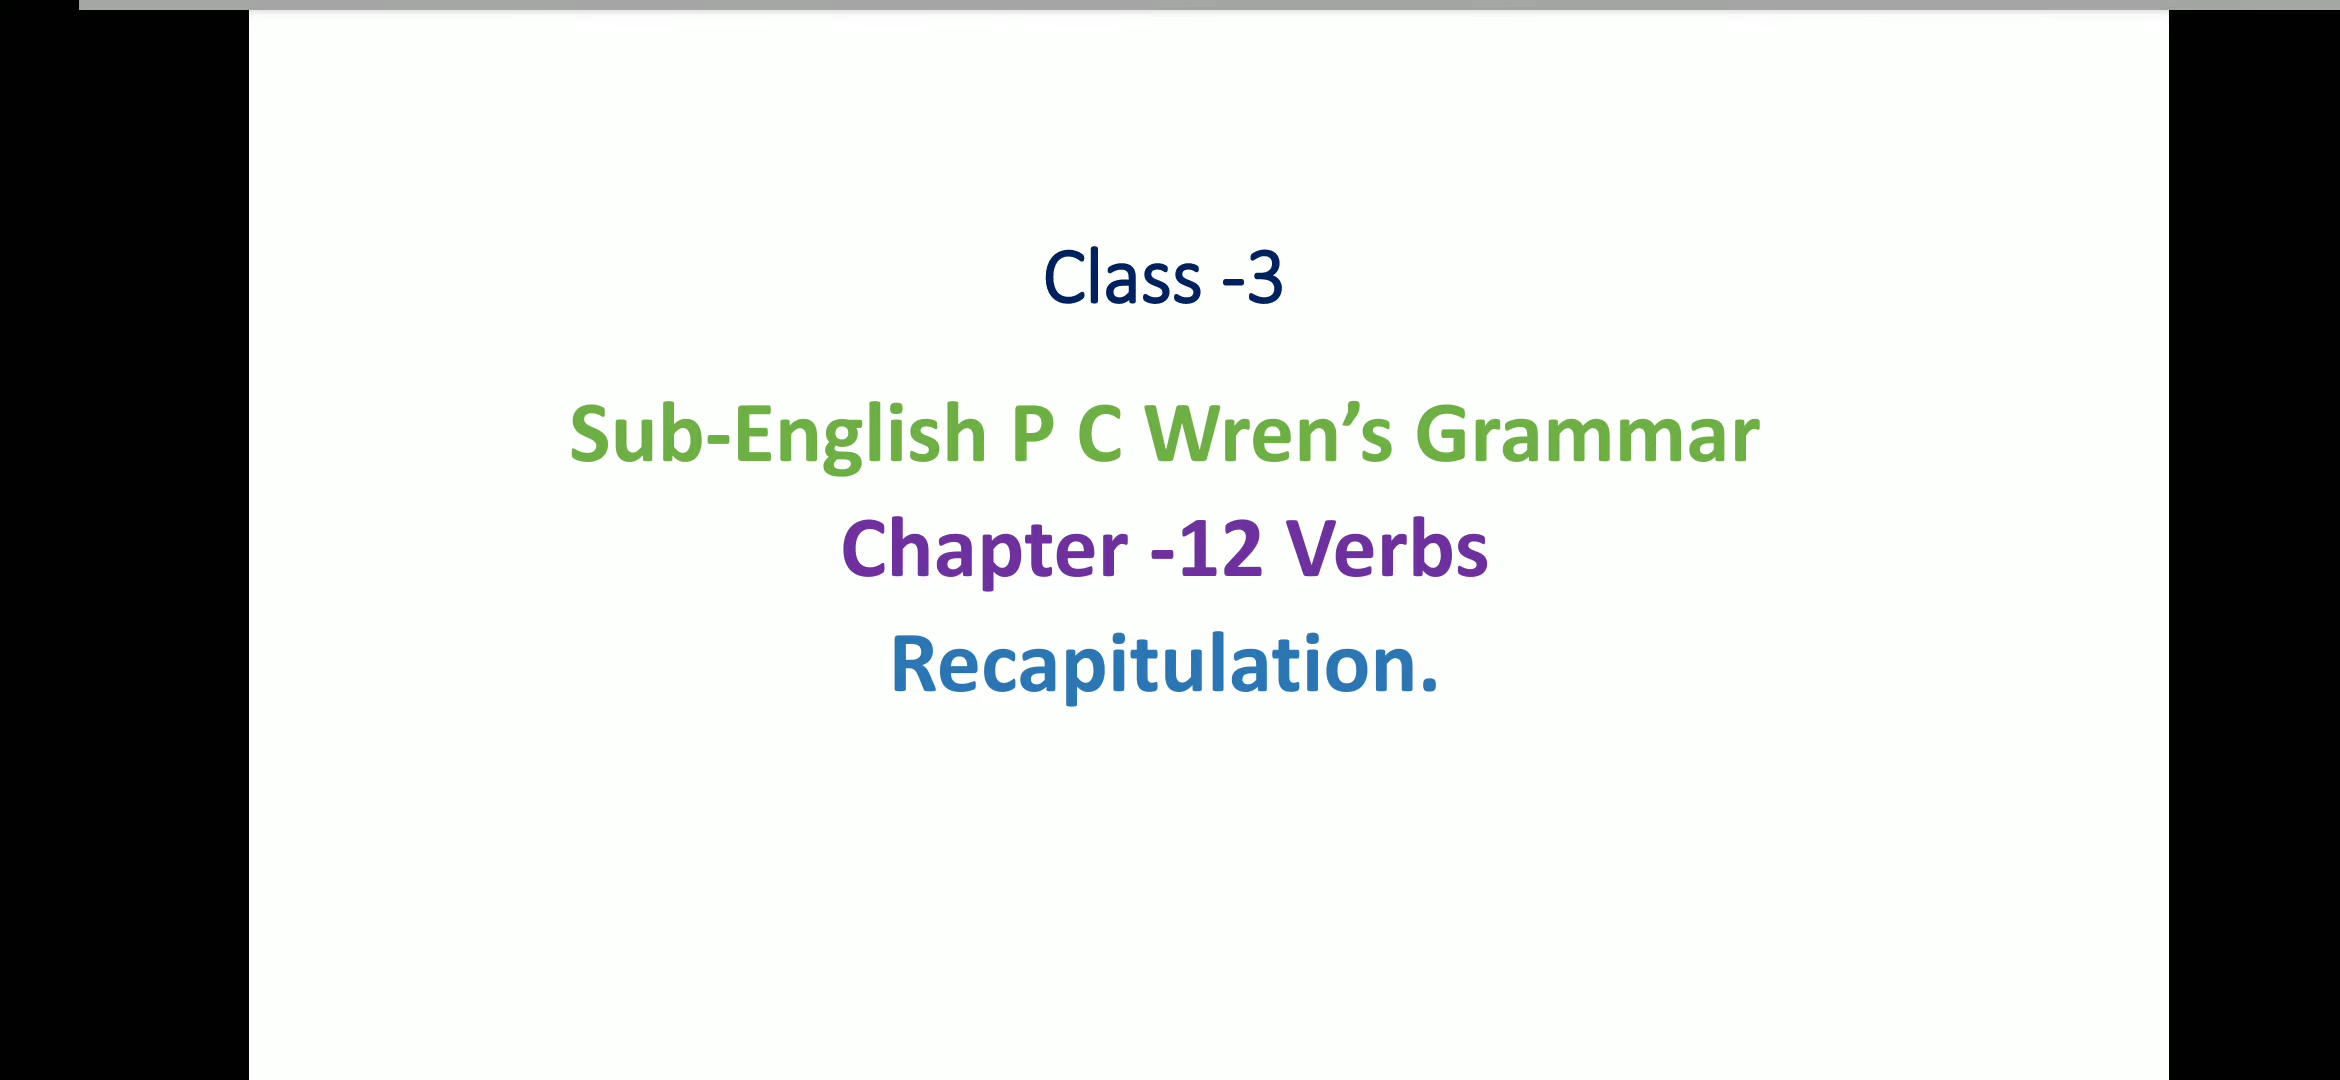 Class -3
Sub-English P C Wren’s Grammar
Chapter -12 Verbs
Recapitulation.